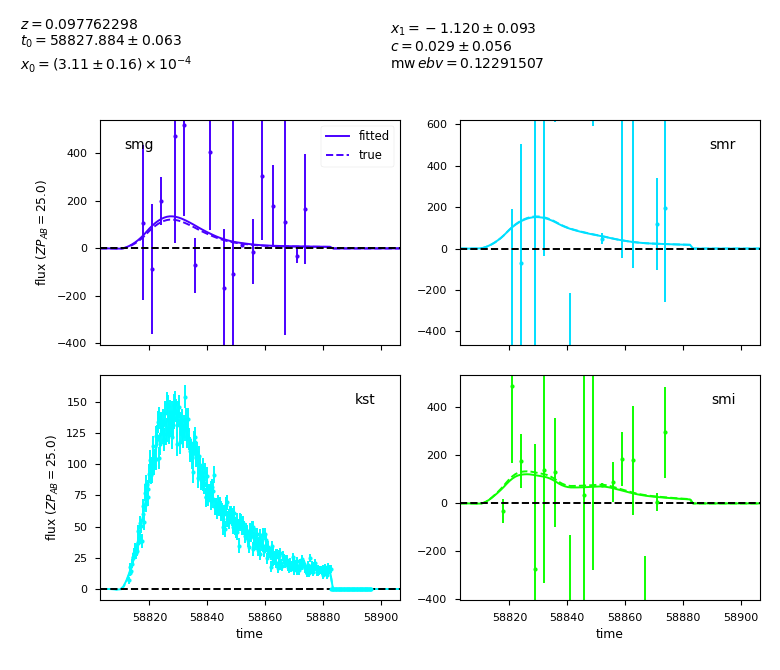 z = 0.097762298
t₀ = 58827.884 ± 0.063
x₀ = (3.11 ± 0.16) × 10⁻⁴
x₁ = −1.120 ± 0.093
c = 0.029 ± 0.056
mw ebv = 0.12291507
smg
fitted
true
400
200
0
−200
−400
flux (ZP_AB = 25.0)
smr
600
400
200
0
−200
−400
kst
150
125
100
75
50
25
0
flux (ZP_AB = 25.0)
58820 58840 58860 58880 58900
time
smi
400
200
0
−200
−400
58820 58840 58860 58880 58900
time